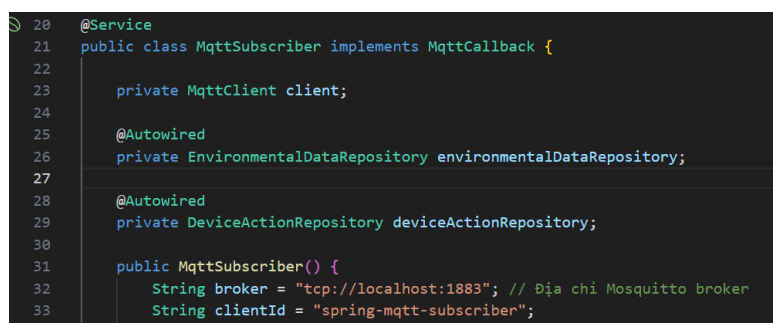 20 @Service
21 public class MqttSubscriber implements MqttCallback {
22
23 private MqttClient client;
24
25 @Autowired
26 private EnvironmentalDataRepository environmentalDataRepository;
27
28 @Autowired
29 private DeviceActionRepository deviceActionRepository;
30
31 public MqttSubscriber() {
32 String broker = "tcp://localhost:1883"; // Địa chỉ Mosquitto broker
33 String clientId = "spring-mqtt-subscriber";